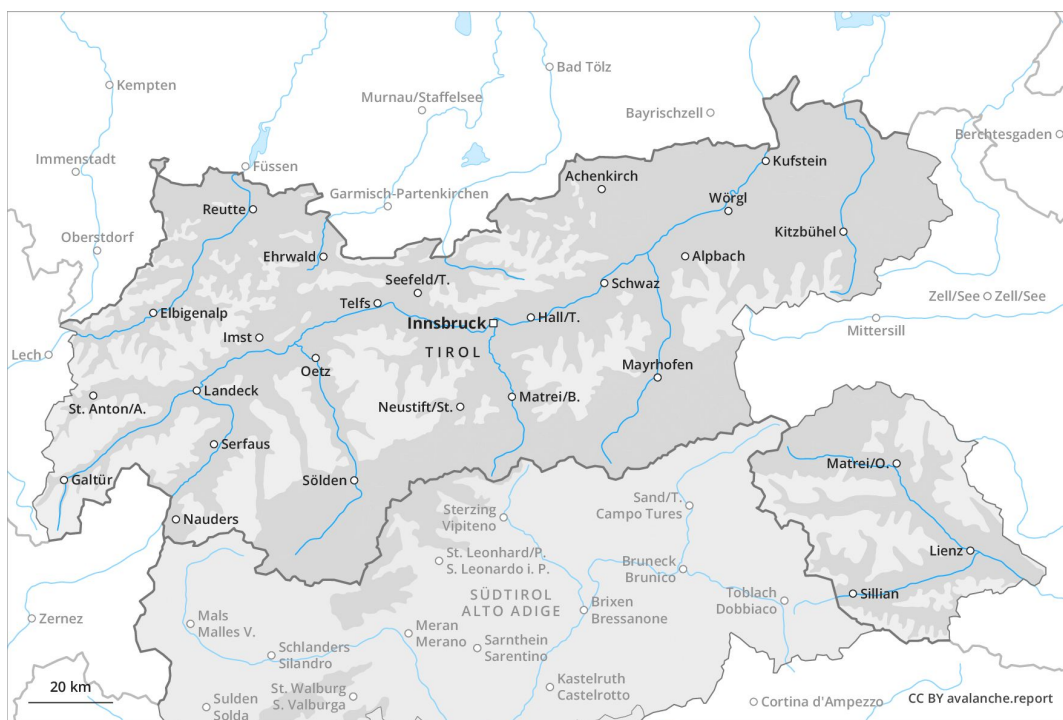 Kempten
Bad Tölz
Murnau/Staffelsee
Bayrischzell
Berchtesgaden
Immenstadt
Füssen
Kufstein
Achenkirch
Garmisch-Partenkirchen
Reutte
Wörgl
Oberstdorf
Kitzbühel
Ehrwald
Alpbach
Seefeld/T.
Schwaz
Zell/See
Zell/See
Telfs
Elbigenalp
Innsbruck
Hall/T.
Mittersill
Imst
TIROL
Lech
Oetz
Mayrhofen
Landeck
St. Anton/A.
Neustift/St.
Matrei/B.
Serfaus
Matrei/O.
Galtür
Sölden
Sand/T.
Campo Tures
Nauders
Sterzing
Vipiteno
Lienz
St. Leonhard/P.
S. Leonardo i. P.
Bruneck
Brunico
SÜDTIROL
ALTO ADIGE
Toblach
Dobbiaco
Sillian
Brixen
Bressanone
Zernez
Mals
Malles V.
Meran
Merano
Sarnthein
Sarentino
Schlanders
Silandro
Kastelruth
Castelrotto
20 km
St. Walburg
S. Valburga
Sulden
Solda
Cortina d'Ampezzo
CC BY avalanche.report